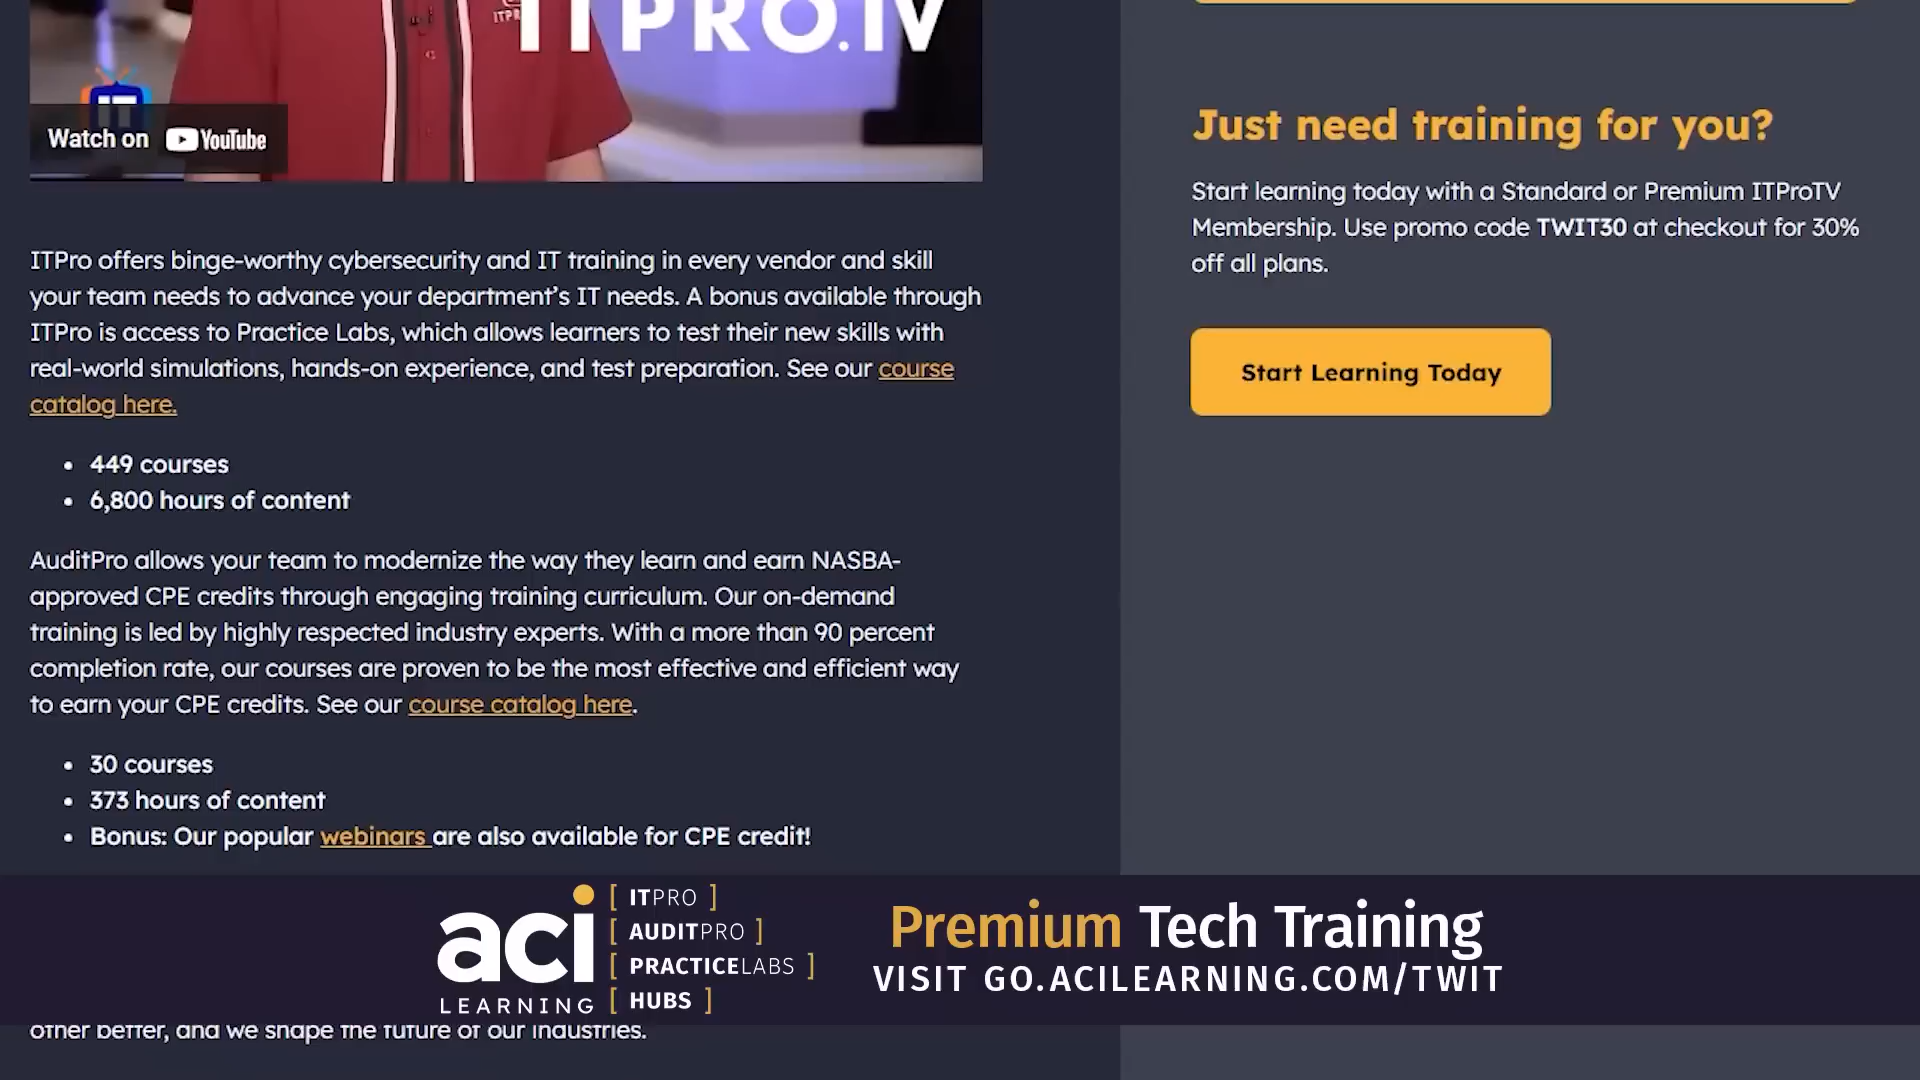 ITPRO.TV
ITPR
IT
Watch on YouTube
ITPro offers binge-worthy cybersecurity and IT training in every vendor and skill
your team needs to advance your department’s IT needs. A bonus available through
ITPro is access to Practice Labs, which allows learners to test their new skills with
real-world simulations, hands-on experience, and test preparation. See our course
catalog here.
• 449 courses
• 6,800 hours of content
AuditPro allows your team to modernize the way they learn and earn NASBA-
approved CPE credits through engaging training curriculum. Our on-demand
training is led by highly respected industry experts. With a more than 90 percent
completion rate, our courses are proven to be the most effective and efficient way
to earn your CPE credits. See our course catalog here.
• 30 courses
• 373 hours of content
• Bonus: Our popular webinars are also available for CPE credit!
other better, and we shape the future of our industries.
Just need training for you?
Start learning today with a Standard or Premium ITProTV
Membership. Use promo code TWIT30 at checkout for 30%
off all plans.
Start Learning Today
aci
LEARNING
[ ITPRO ]
[ AUDITPRO ]
[ PRACTICELABS ]
[ HUBS ]
Premium Tech Training
VISIT GO.ACILEARNING.COM/TWIT